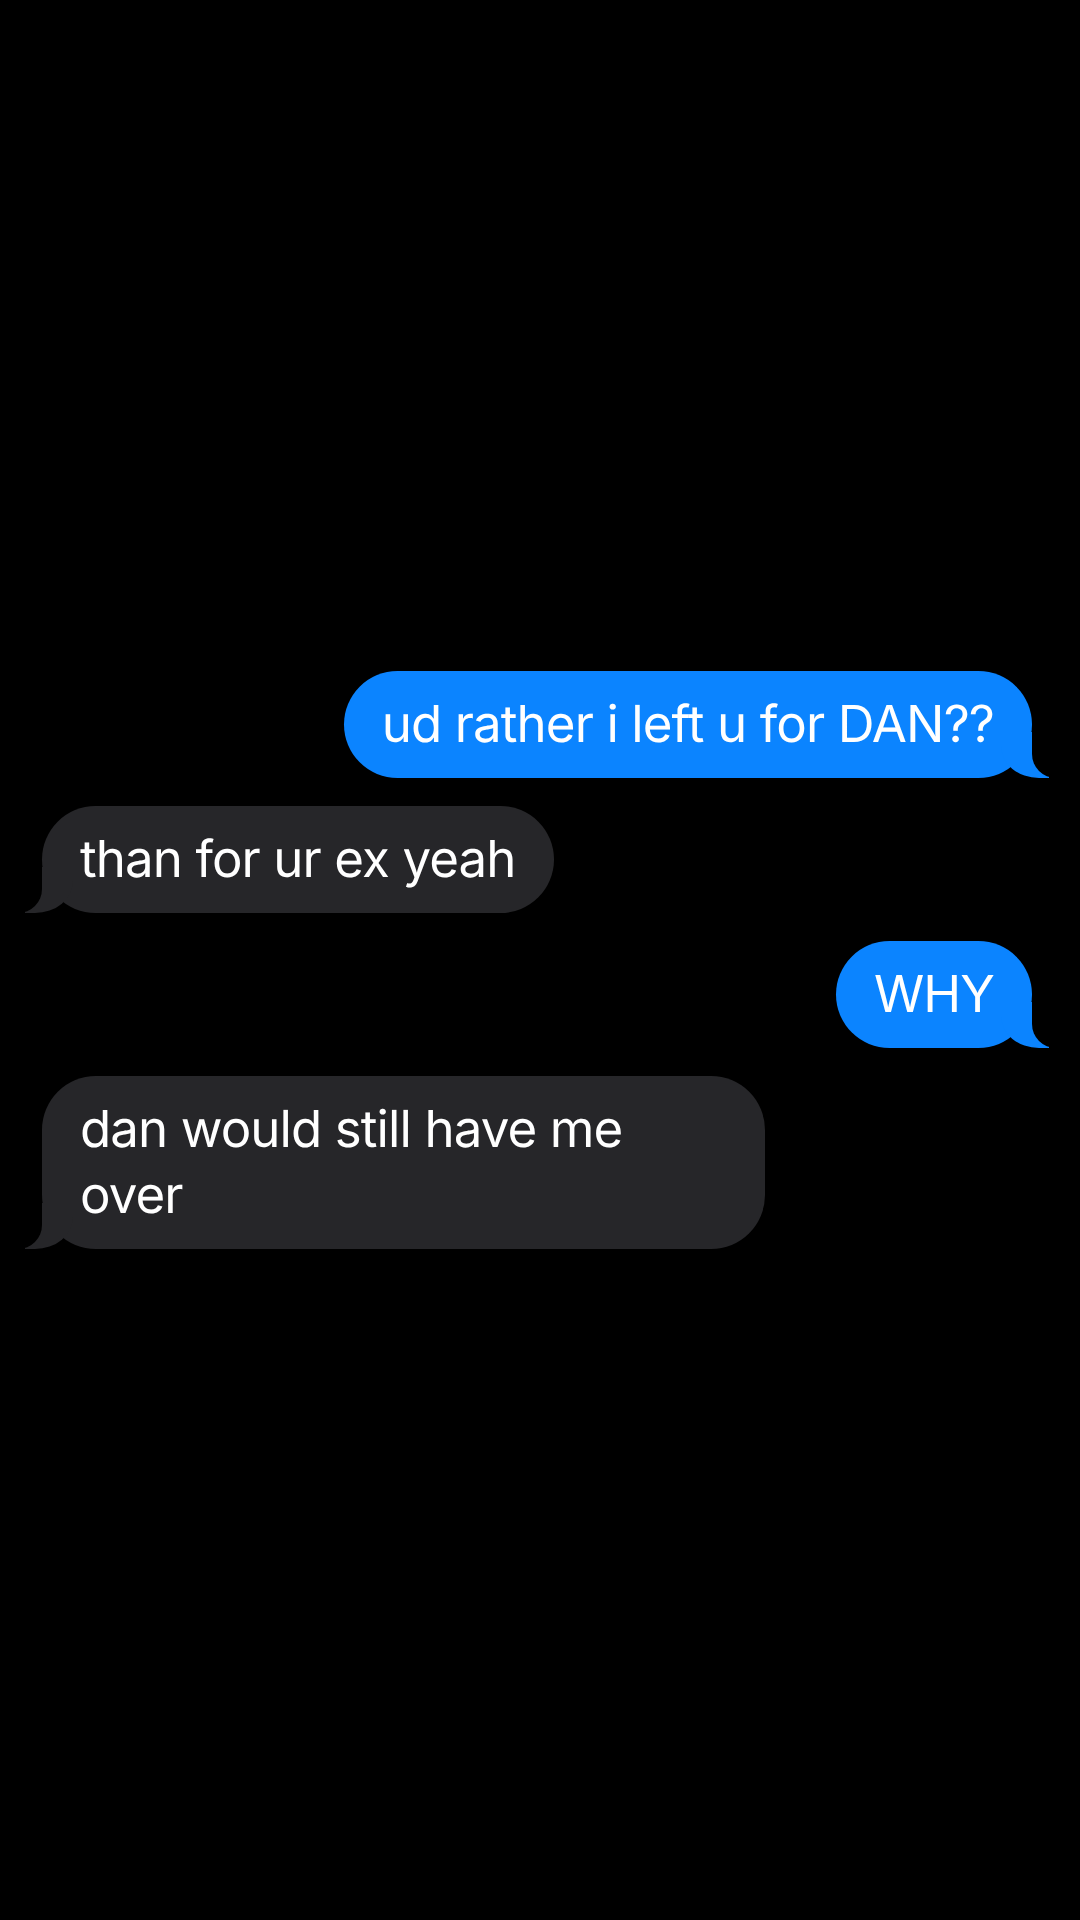 ud rather i left u for DAN??
than for ur ex yeah
WHY
dan would still have me
over